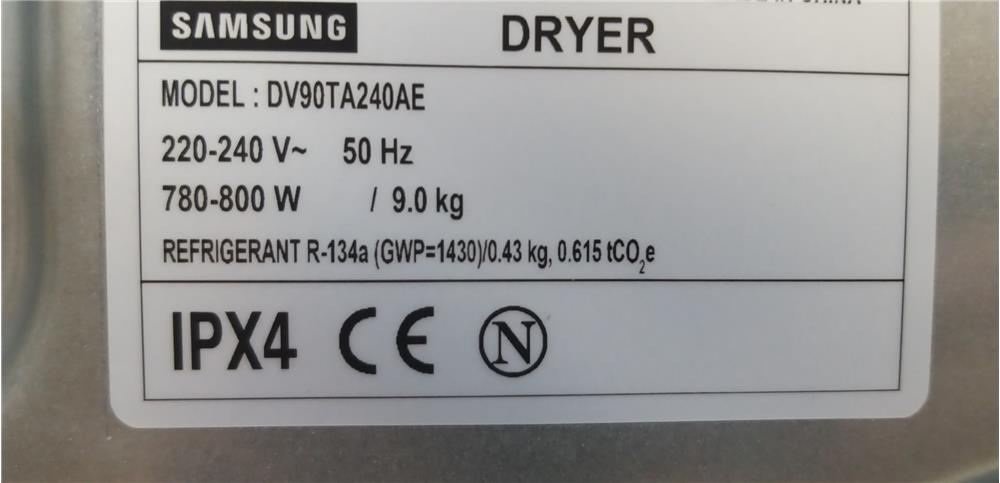 SAMSUNG DRYER
MODEL : DV90TA240AE
220-240 V~ 50 Hz
780-800 W / 9.0 kg
REFRIGERANT R-134a (GWP=1430)/0.43 kg, 0.615 tCO₂e
IPX4 CE N